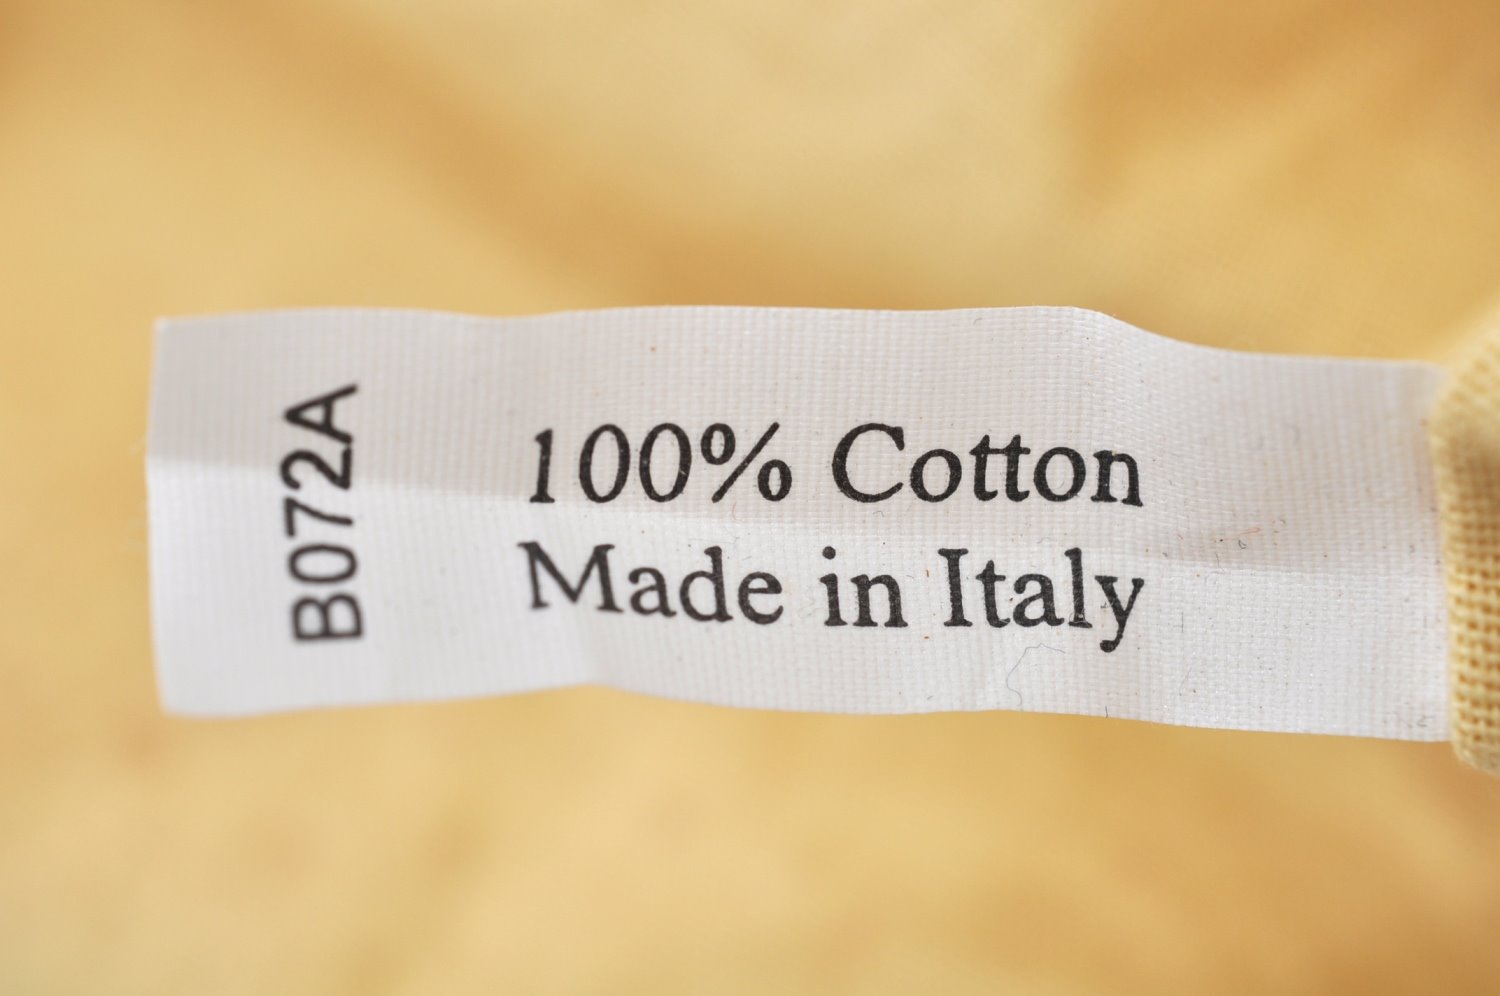 B072A
100% Cotton
Made in Italy